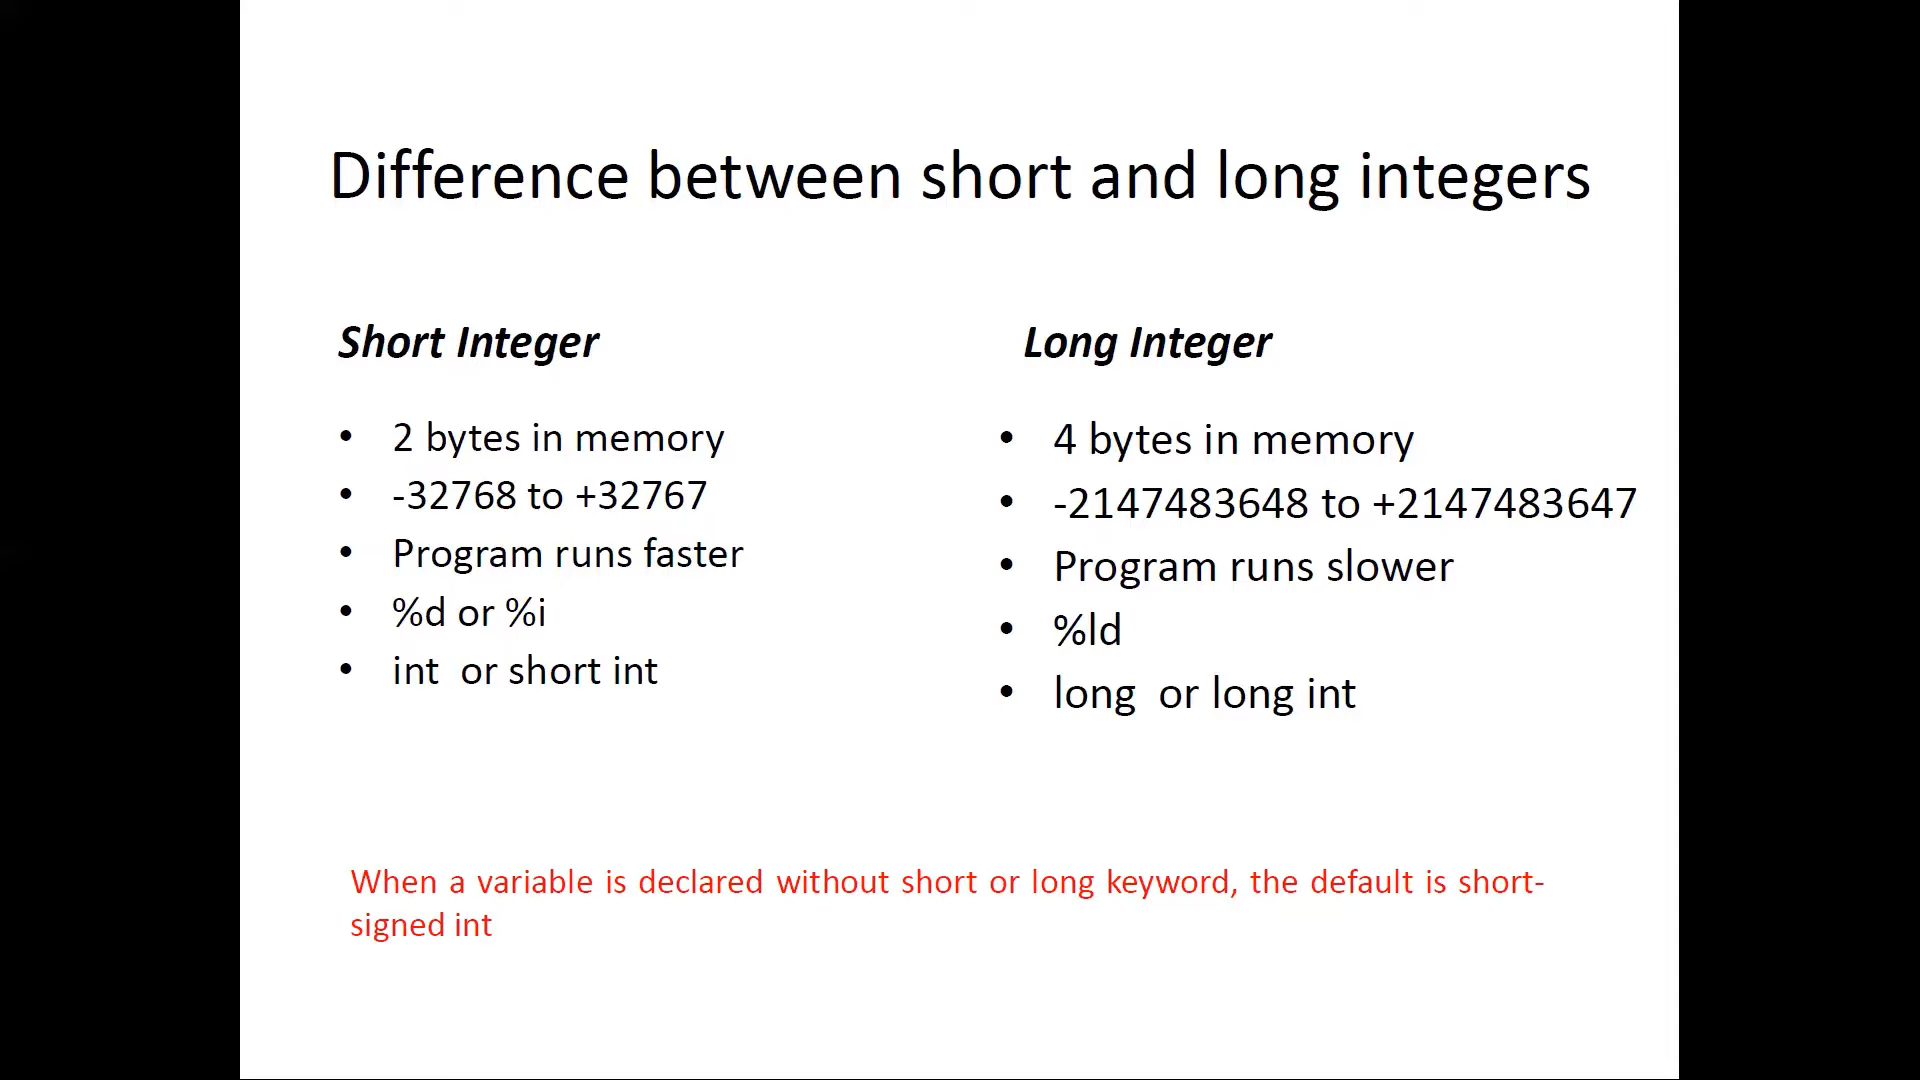 Difference between short and long integers
Short Integer
• 2 bytes in memory
• -32768 to +32767
• Program runs faster
• %d or %i
• int  or short int
Long Integer
• 4 bytes in memory
• -2147483648 to +2147483647
• Program runs slower
• %ld
• long  or long int
When a variable is declared without short or long keyword, the default is short-
signed int